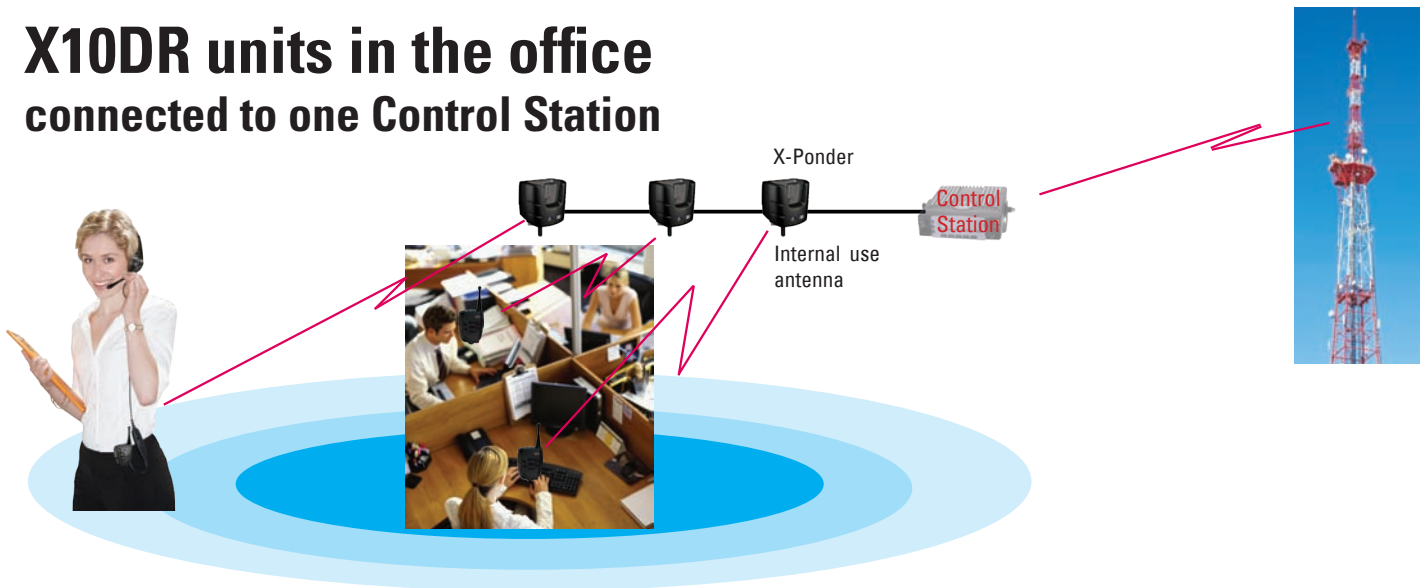 X10DR units in the office
connected to one Control Station
X-Ponder
Control
Station
Internal use
antenna